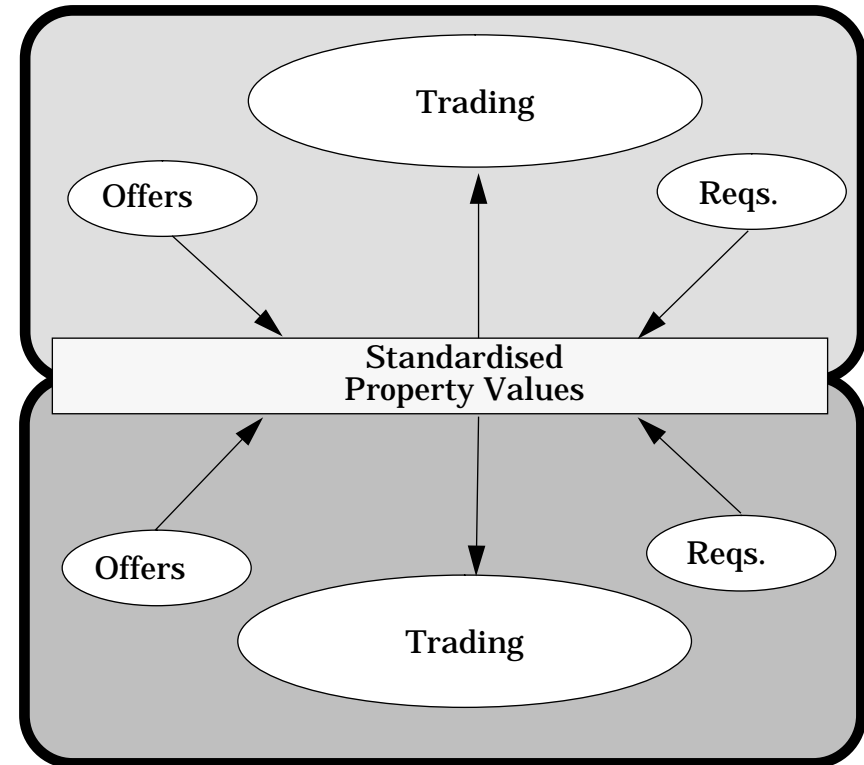 Trading
Offers
Reqs.
Standardised
Property Values
Offers
Reqs.
Trading